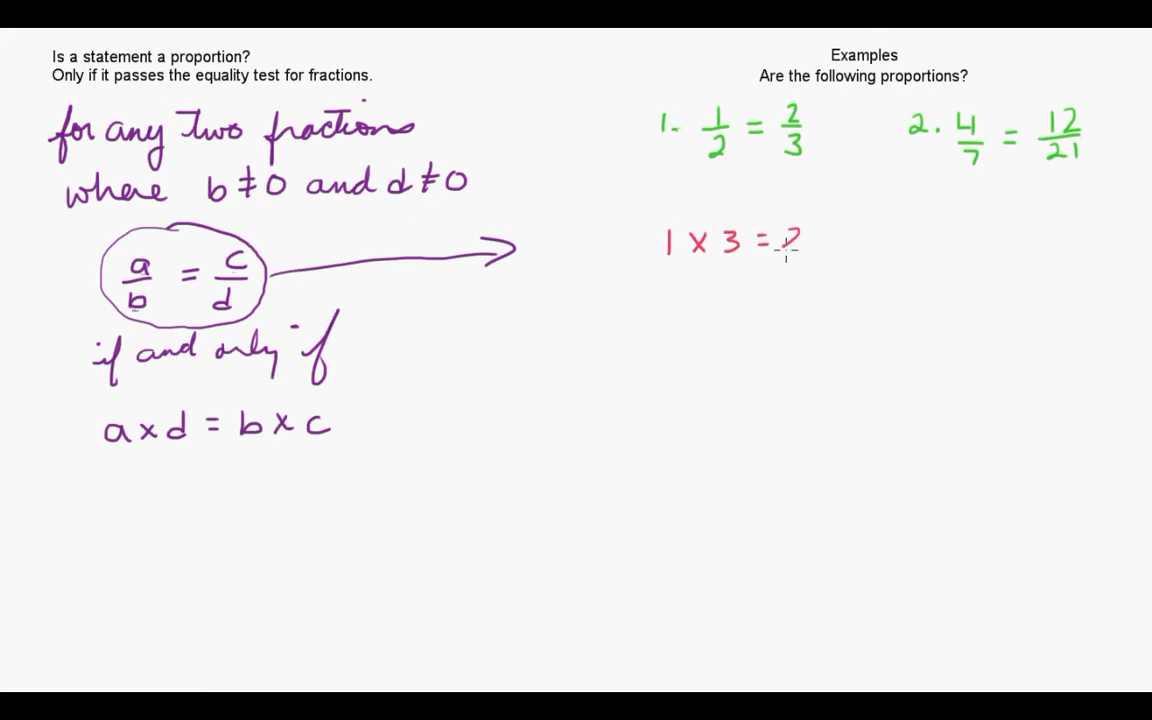 Is a statement a proportion?
Only if it passes the equality test for fractions.
for any two fractions
where b ≠ 0 and d ≠ 0
a/b = c/d
if and only if
a x d = b x c
Examples
Are the following proportions?
1. 1/2 = 2/3
2. 4/7 = 12/21
1 x 3 = 2